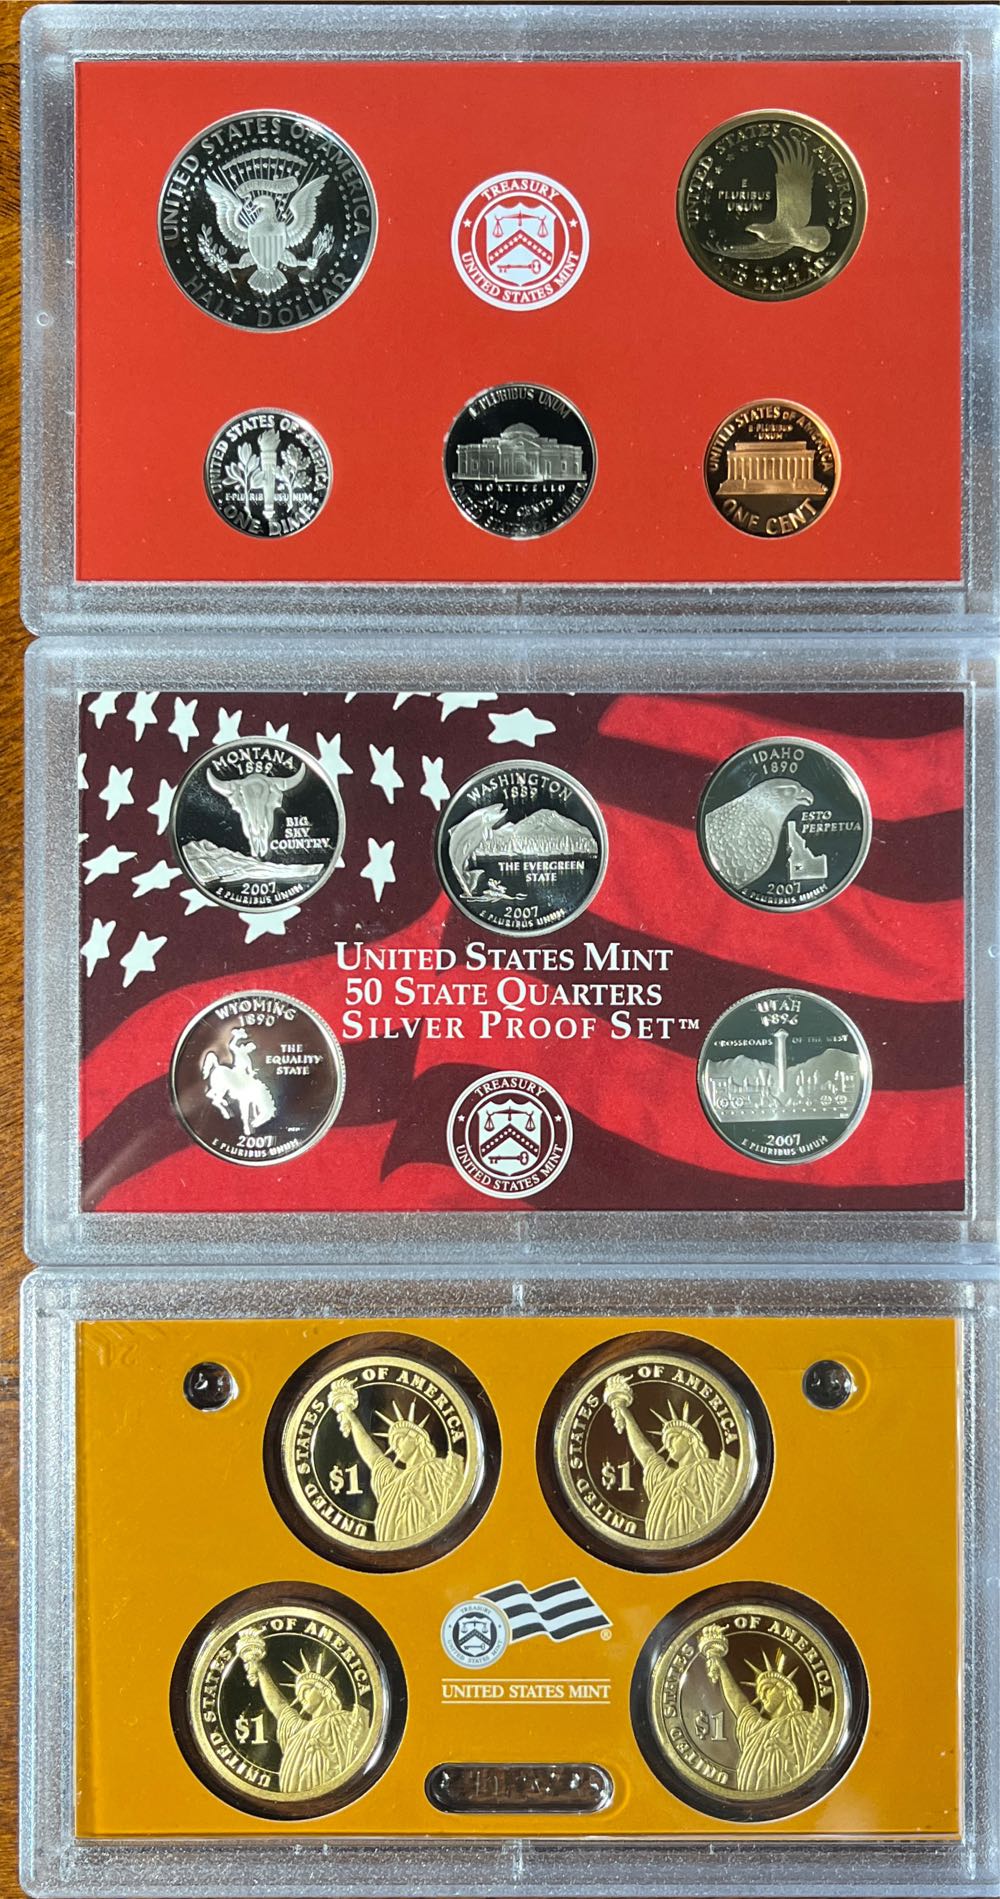 UNITED STATES OF AMERICA
HALF DOLLAR
TREASURY
UNITED STATES MINT
UNITED STATES OF AMERICA
E
PLURIBUS
UNUM
ONE DOLLAR
UNITED STATES OF AMERICA
E PLURIBUS UNUM
ONE DIME
E PLURIBUS UNUM
MONTICELLO
FIVE CENTS
UNITED STATES OF AMERICA
UNITED STATES OF AMERICA
E PLURIBUS
UNUM
ONE CENT
MONTANA
1889
BIG
SKY
COUNTRY
2007
E PLURIBUS UNUM
WASHINGTON
1889
THE EVERGREEN
STATE
2007
E PLURIBUS UNUM
IDAHO
1890
ESTO
PERPETUA
2007
E PLURIBUS UNUM
UNITED STATES MINT
50 STATE QUARTERS
SILVER PROOF SET™
WYOMING
1890
THE
EQUALITY
STATE
2007
E PLURIBUS UNUM
TREASURY
UNITED STATES MINT
UTAH
1896
CROSSROADS OF THE WEST
2007
E PLURIBUS UNUM
UNITED STATES OF AMERICA
$1
UNITED STATES OF AMERICA
$1
UNITED STATES OF AMERICA
$1
TREASURY
UNITED STATES MINT
®
UNITED STATES MINT
UNITED STATES OF AMERICA
$1